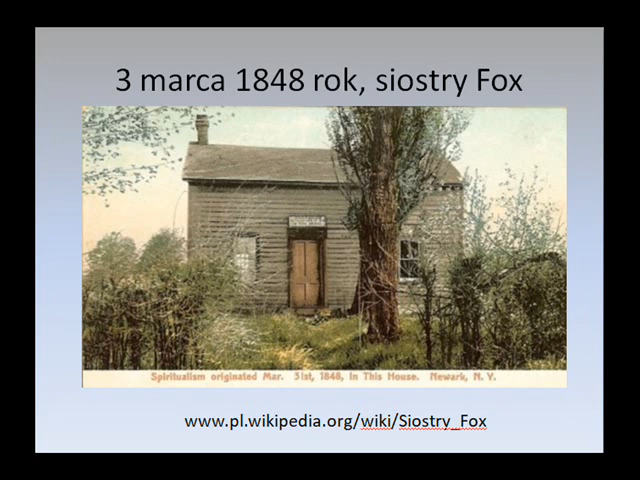 3 marca 1848 rok, siostry Fox
Spiritualism originated Mar. 31st, 1848, In This House. Newark, N. Y.
www.pl.wikipedia.org/wiki/Siostry_Fox